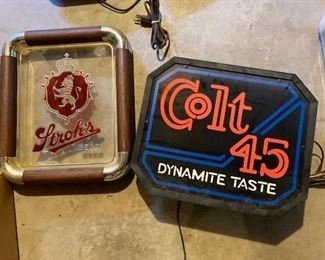 Stroh's
BEER
Colt
45
DYNAMITE TASTE